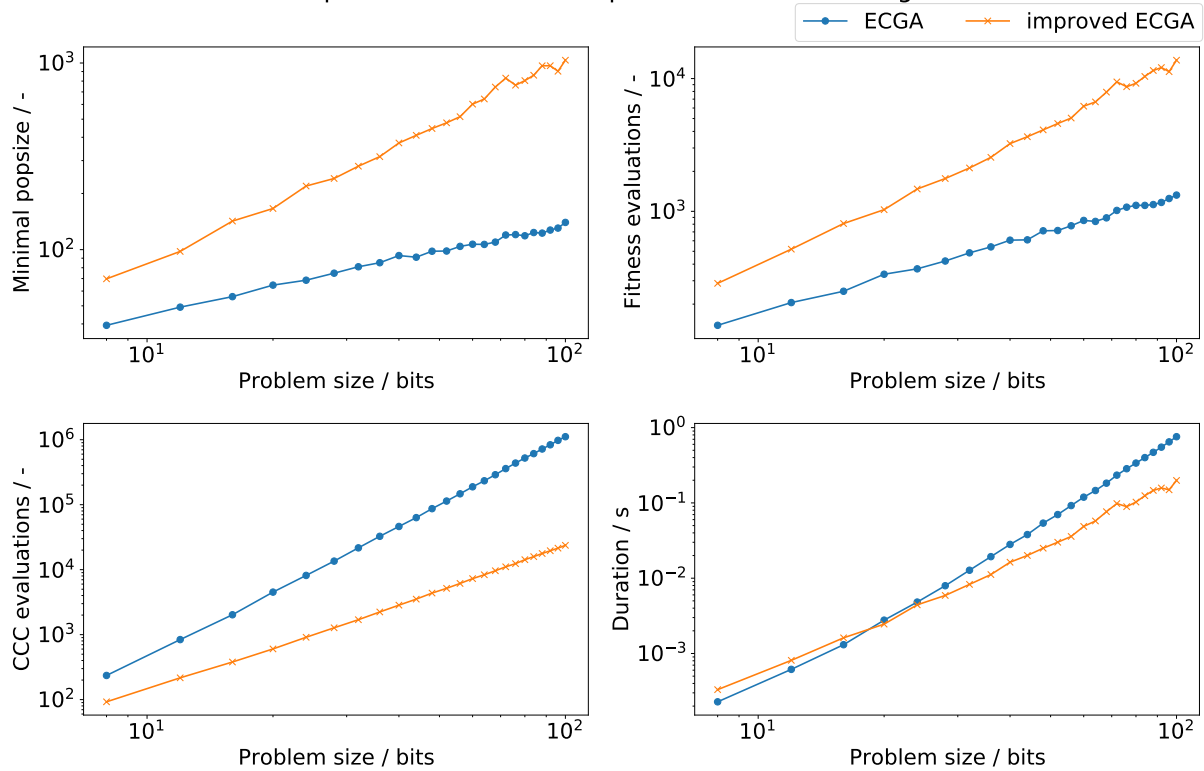 ECGA improved ECGA
Minimal popsize / -
10³
10²
10¹ 10²
Problem size / bits
Fitness evaluations / -
10⁴
10³
10¹ 10²
Problem size / bits
CCC evaluations / -
10⁶
10⁵
10⁴
10³
10²
10¹ 10²
Problem size / bits
Duration / s
10⁰
10⁻¹
10⁻²
10⁻³
10¹ 10²
Problem size / bits